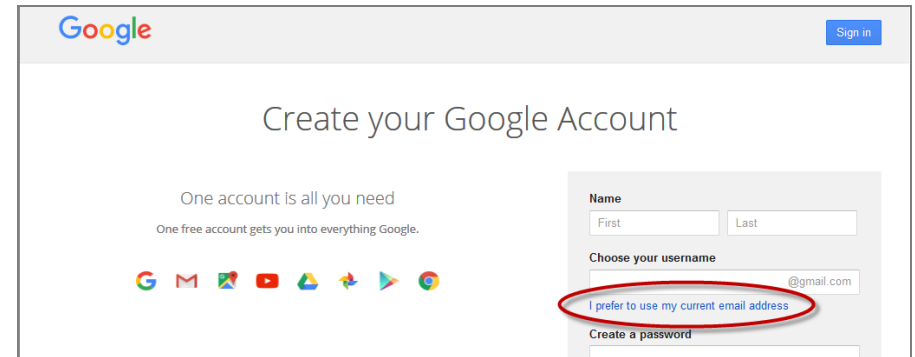 Google
Sign in
Create your Google Account
One account is all you need
One free account gets you into everything Google.
Name
First Last
Choose your username
@gmail.com
I prefer to use my current email address
Create a password